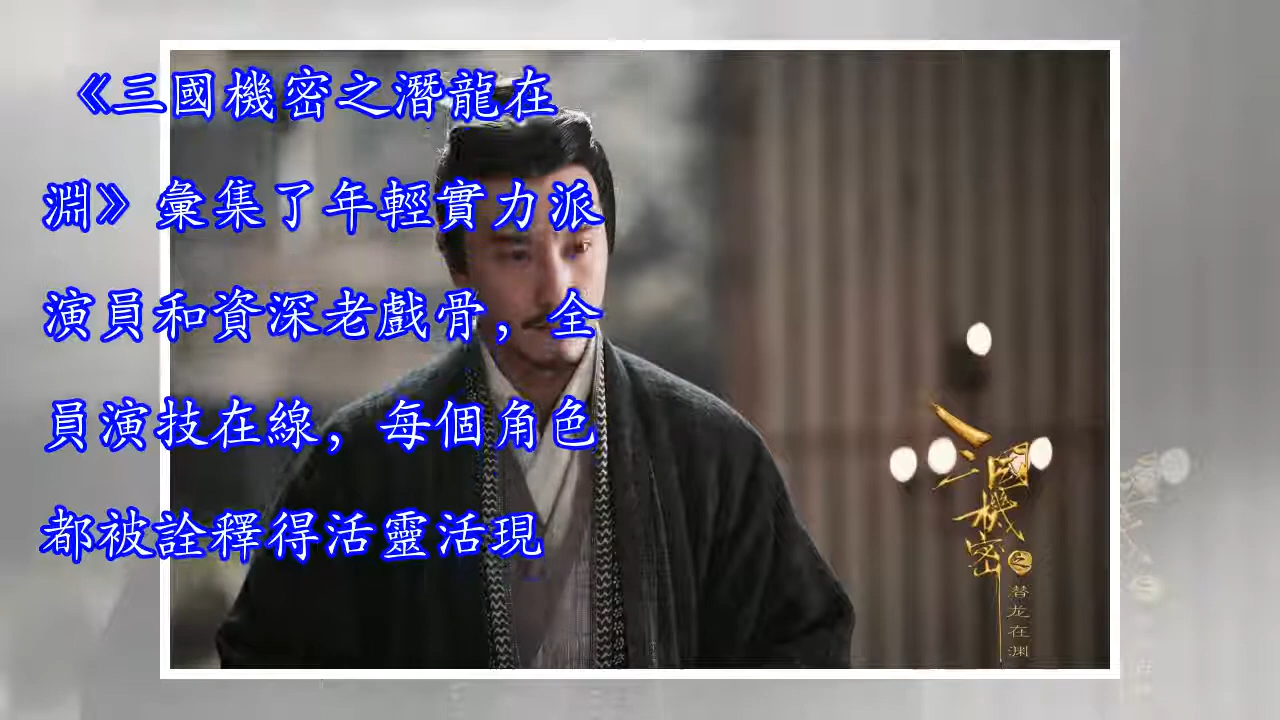 《三國機密之潛龍在
淵》彙集了年輕實力派
演員和資深老戲骨，全
員演技在線，每個角色
都被詮釋得活靈活現
三國機密之
潜龙在渊